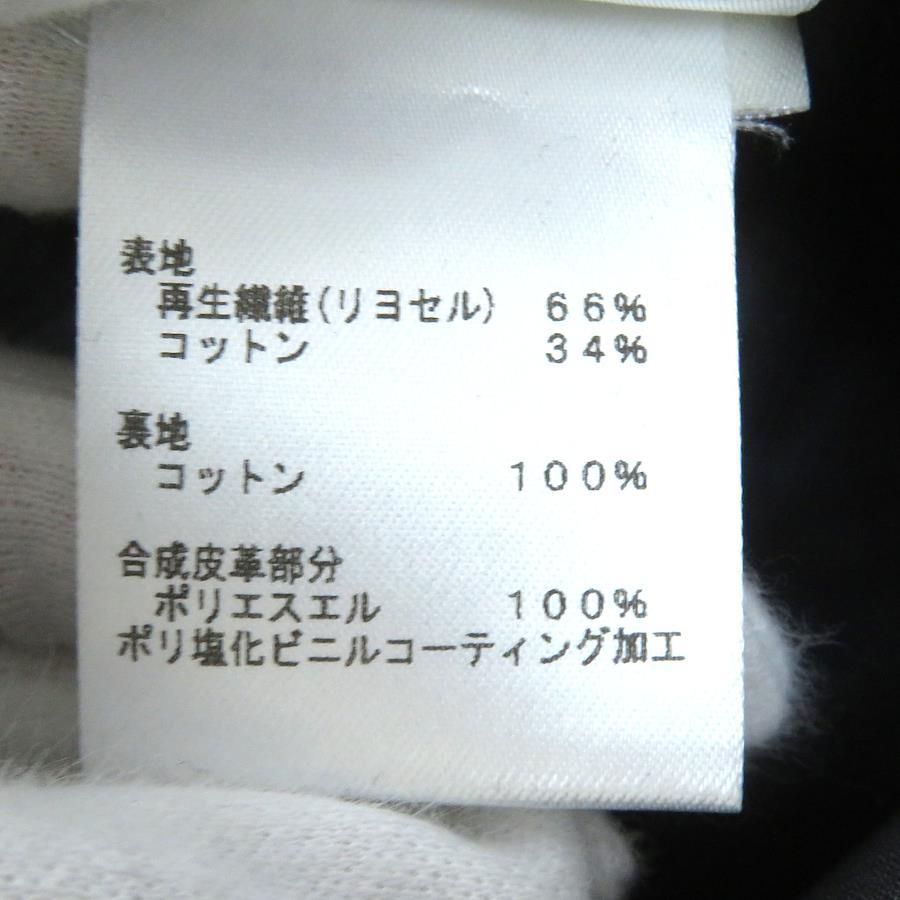 表地
再生繊維(リヨセル) 66%
コットン 34%
裏地
コットン 100%
合成皮革部分
ポリエスエル 100%
ポリ塩化ビニルコーティング加工